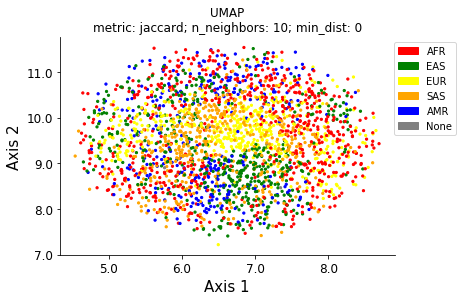 UMAP
metric: jaccard; n_neighbors: 10; min_dist: 0
AFR
EAS
EUR
SAS
AMR
None
Axis 2
11.0
10.0
9.0
8.0
7.0
5.0 6.0 7.0 8.0
Axis 1